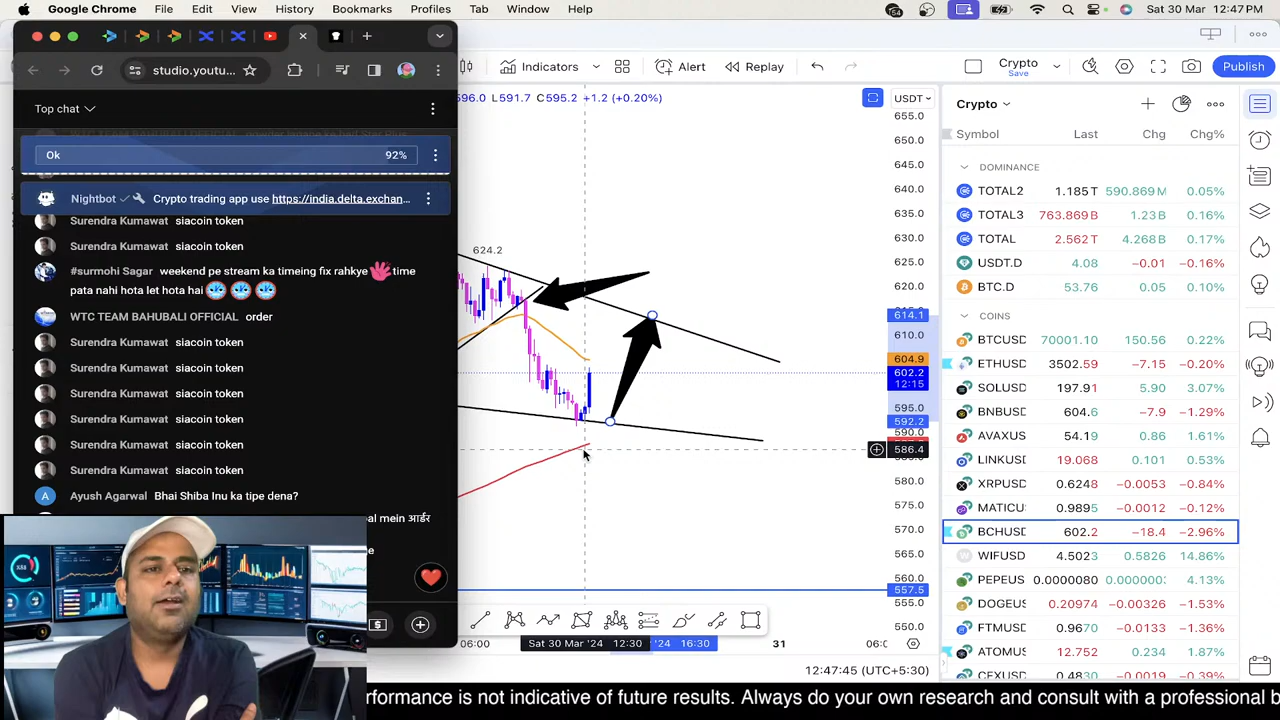 Google Chrome File Edit View History Bookmarks Profiles Tab Window Help
64 Sat 30 Mar 12:47 PM
studio.youtu...
Indicators Alert Replay Crypto Save Publish
Top chat
596.0 L591.7 C595.2 +1.2 (+0.20%) USDT
Ok 92%
Nightbot Crypto trading app use https://india.delta.exchan...
Surendra Kumawat siacoin token
Surendra Kumawat siacoin token
#surmohi Sagar weekend pe stream ka timeing fix rahkye time
pata nahi hota let hota hai
WTC TEAM BAHUBALI OFFICIAL order
Surendra Kumawat siacoin token
Surendra Kumawat siacoin token
Surendra Kumawat siacoin token
Surendra Kumawat siacoin token
Surendra Kumawat siacoin token
Surendra Kumawat siacoin token
A Ayush Agarwal Bhai Shiba Inu ka tipe dena?
mein आर्डर
624.2
655.0
650.0
645.0
640.0
635.0
630.0
625.0
620.0
614.1
610.0
604.9
602.2
12:15
595.0
592.2
590.0
586.4
580.0
575.0
570.0
565.0
560.0
557.5
555.0
550.0
06:00 Sat 30 Mar '24 12:30 '24 16:30 31 06:0
12:47:45 (UTC+5:30)
Crypto
Symbol Last Chg Chg%
DOMINANCE
TOTAL2 1.185 T 590.869 M 0.05%
TOTAL3 763.869 B 1.23 B 0.16%
TOTAL 2.562 T 4.268 B 0.17%
USDT.D 4.08 −0.01 −0.16%
BTC.D 53.76 0.05 0.10%
COINS
BTCUSD 70001.10 150.56 0.22%
ETHUSD 3502.59 −7.15 −0.20%
SOLUSD 197.91 5.90 3.07%
BNBUSD 604.6 −7.9 −1.29%
AVAXUS 54.19 0.86 1.61%
LINKUSD 19.068 0.101 0.53%
XRPUSD 0.6248 −0.0053 −0.84%
MATICU 0.9895 −0.0012 −0.12%
BCHUSD 602.2 −18.4 −2.96%
WIFUSD 4.5023 0.5826 14.86%
PEPEUS 0.0000080 0.000000 4.13%
DOGEUS 0.20974 −0.00326 −1.53%
FTMUSD 0.9670 −0.0133 −1.36%
ATOMUS 12.752 0.234 1.87%
rformance is not indicative of future results. Always do your own research and consult with a professional b